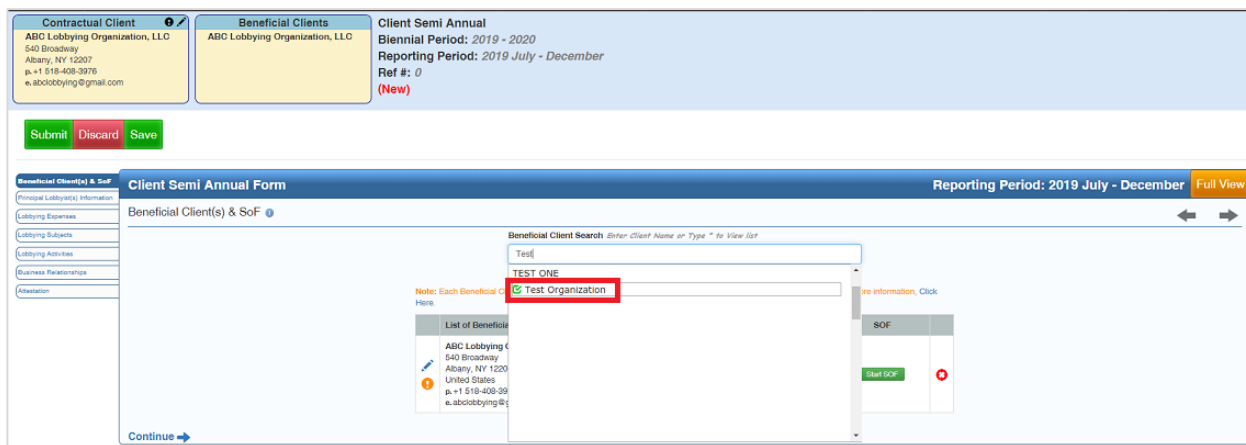 Contractual Client
ABC Lobbying Organization, LLC
540 Broadway
Albany, NY 12207
p. +1 518-408-3976
e. abclobbying@gmail.com
Beneficial Clients
ABC Lobbying Organization, LLC
Client Semi Annual
Biennial Period: 2019 - 2020
Reporting Period: 2019 July - December
Ref #: 0
(New)
Submit Discard Save
Beneficial Client(s) & SoF
Principal Lobbyist(s) Information
Lobbying Expenses
Lobbying Subjects
Lobbying Activities
Business Relationships
Attestation
Client Semi Annual Form
Reporting Period: 2019 July - December
Full View
Beneficial Client(s) & SoF
Beneficial Client Search Enter Client Name or Type * to View list
Test
TEST ONE
Test Organization
Note: Each Beneficial C
re information, Click
Here.
List of Beneficia
SOF
ABC Lobbying
540 Broadway
Albany, NY 1220
United States
p. +1 518-408-39
e. abclobbying@g
Start SOF
Continue